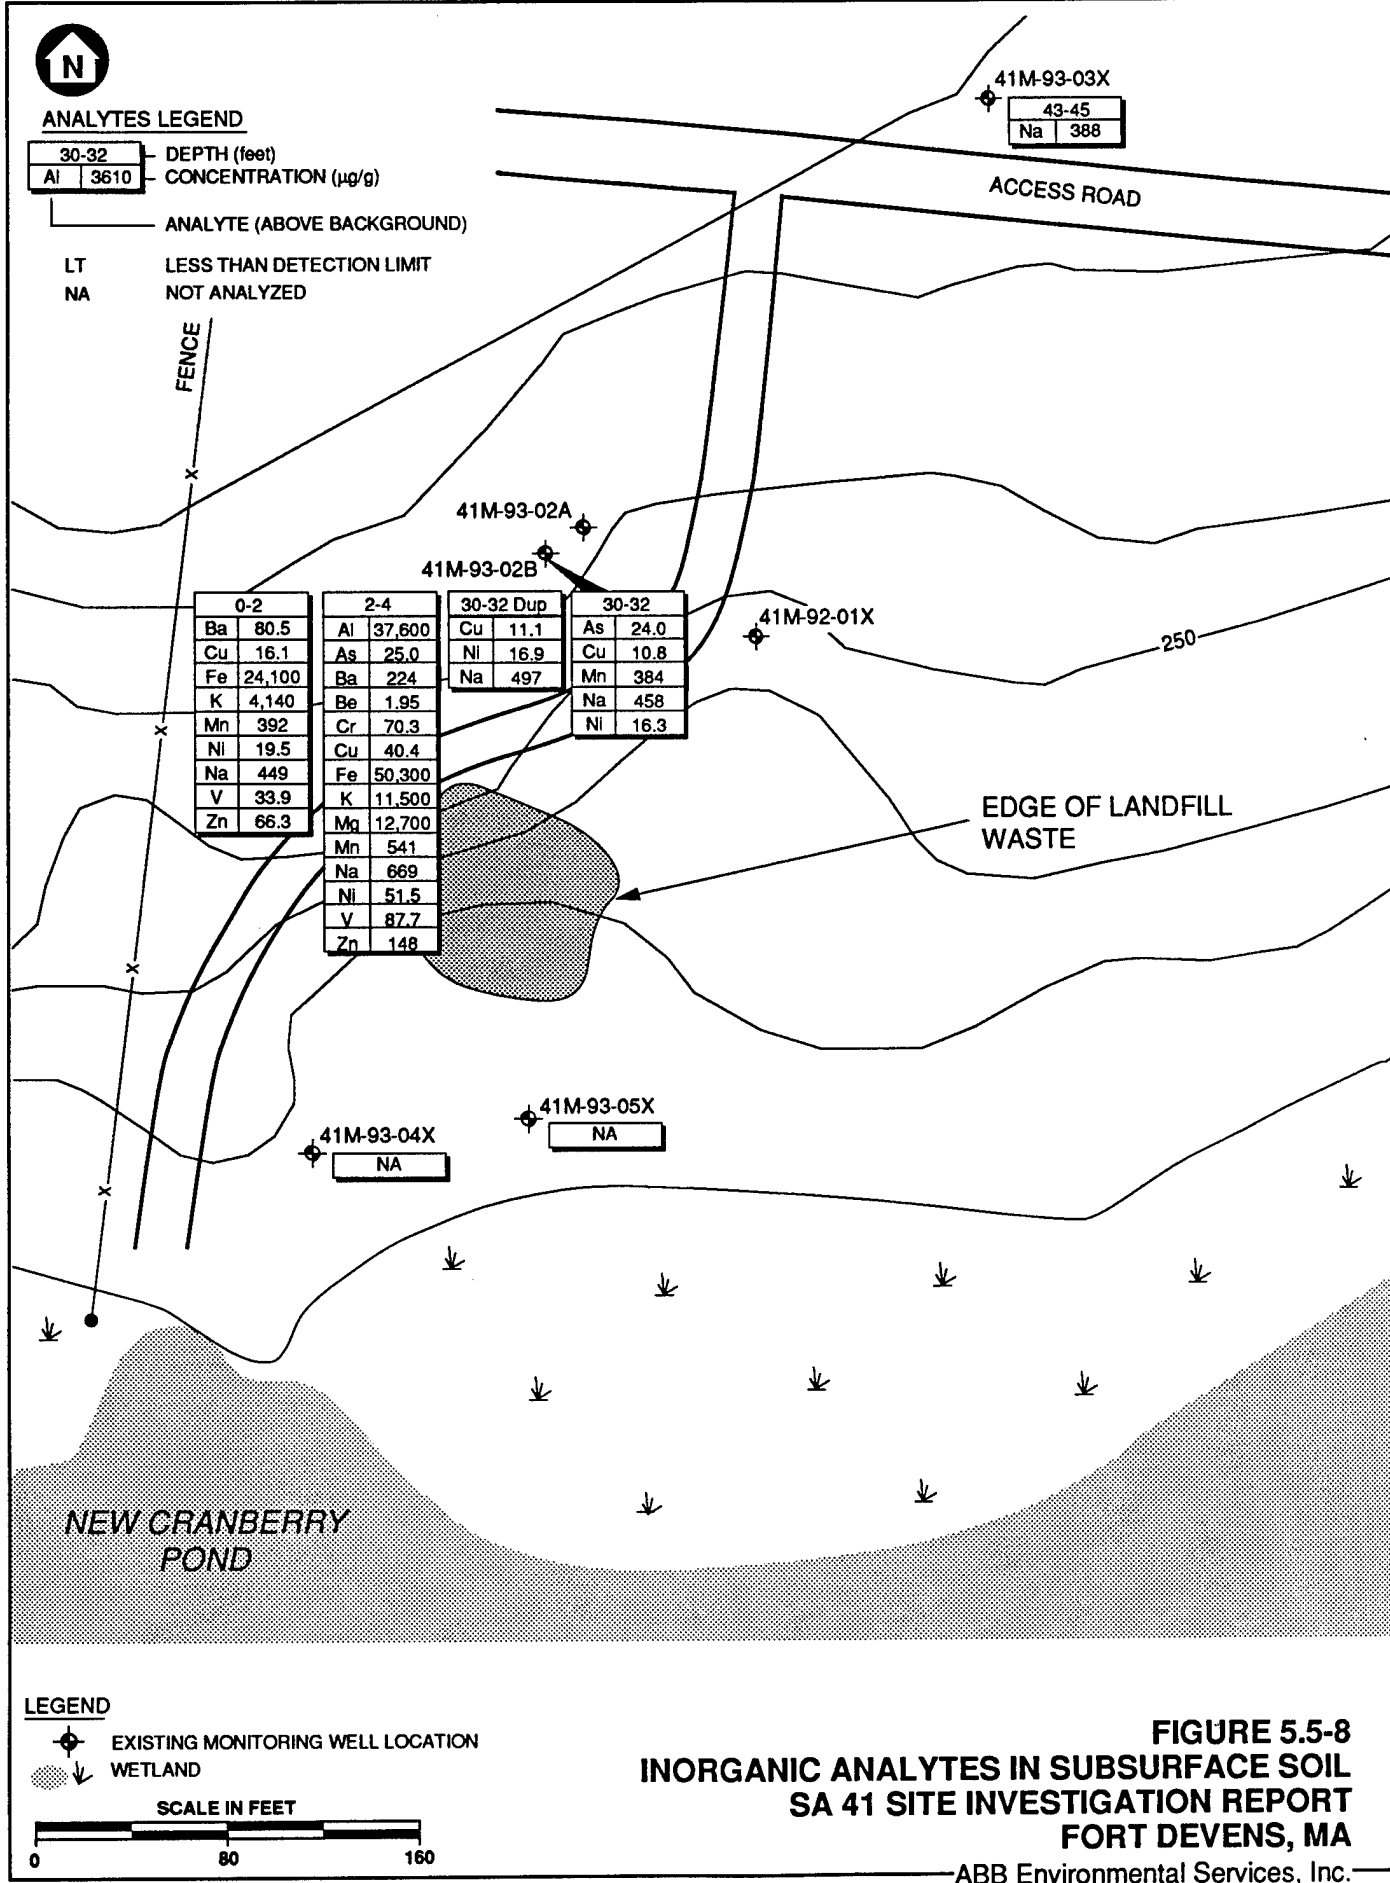 N
ANALYTES LEGEND
30-32 DEPTH (feet)
Al 3610 CONCENTRATION (µg/g)
ANALYTE (ABOVE BACKGROUND)
LT LESS THAN DETECTION LIMIT
NA NOT ANALYZED
41M-93-03X
43-45
Na 388
ACCESS ROAD
FENCE
X
X
X
X
41M-93-02A
41M-93-02B
41M-92-01X
250
0-2
Ba 80.5
Cu 16.1
Fe 24,100
K 4,140
Mn 392
Ni 19.5
Na 449
V 33.9
Zn 66.3
2-4
Al 37,600
As 25.0
Ba 224
Be 1.95
Cr 70.3
Cu 40.4
Fe 50,300
K 11,500
Mg 12,700
Mn 541
Na 669
Ni 51.5
V 87.7
Zn 148
30-32 Dup
Cu 11.1
Ni 16.9
Na 497
30-32
As 24.0
Cu 10.8
Mn 384
Na 458
Ni 16.3
EDGE OF LANDFILL
WASTE
41M-93-05X
NA
41M-93-04X
NA
NEW CRANBERRY
POND
LEGEND
EXISTING MONITORING WELL LOCATION
WETLAND
SCALE IN FEET
0 80 160
FIGURE 5.5-8
INORGANIC ANALYTES IN SUBSURFACE SOIL
SA 41 SITE INVESTIGATION REPORT
FORT DEVENS, MA
ABB Environmental Services, Inc.